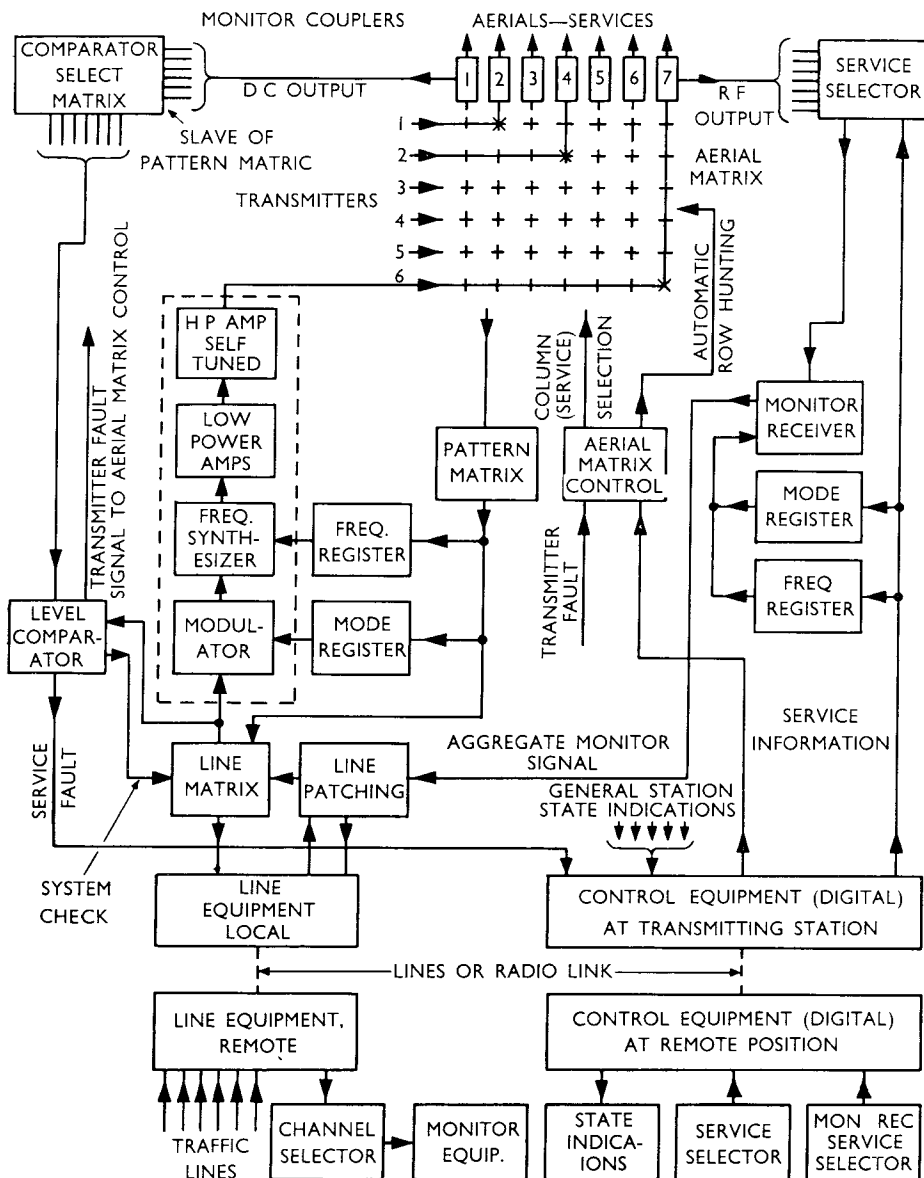 MONITOR COUPLERS
AERIALS—SERVICES
COMPARATOR
SELECT
MATRIX
DC OUTPUT
1
2
3
4
5
6
7
RF
OUTPUT
SERVICE
SELECTOR
SLAVE OF
PATTERN MATRIC
TRANSMITTERS
1
2
3
4
5
6
AERIAL
MATRIX
AUTOMATIC
ROW HUNTING
TRANSMITTER FAULT
SIGNAL TO AERIAL MATRIX CONTROL
HP AMP
SELF
TUNED
LOW
POWER
AMPS
FREQ.
SYNTH-
ESIZER
MODUL-
ATOR
FREQ.
REGISTER
MODE
REGISTER
PATTERN
MATRIX
COLUMN
(SERVICE)
SELECTION
AERIAL
MATRIX
CONTROL
TRANSMITTER
FAULT
MONITOR
RECEIVER
MODE
REGISTER
FREQ
REGISTER
LEVEL
COMPAR-
ATOR
SERVICE
FAULT
SYSTEM
CHECK
LINE
MATRIX
LINE
PATCHING
AGGREGATE MONITOR
SIGNAL
SERVICE
INFORMATION
GENERAL STATION
STATE INDICATIONS
LINE
EQUIPMENT
LOCAL
CONTROL EQUIPMENT (DIGITAL)
AT TRANSMITTING STATION
LINES OR RADIO LINK
LINE EQUIPMENT,
REMOTE
CONTROL EQUIPMENT (DIGITAL)
AT REMOTE POSITION
TRAFFIC
LINES
CHANNEL
SELECTOR
MONITOR
EQUIP.
STATE
INDICA-
IONS
SERVICE
SELECTOR
MON REC
SERVICE
SELECTOR